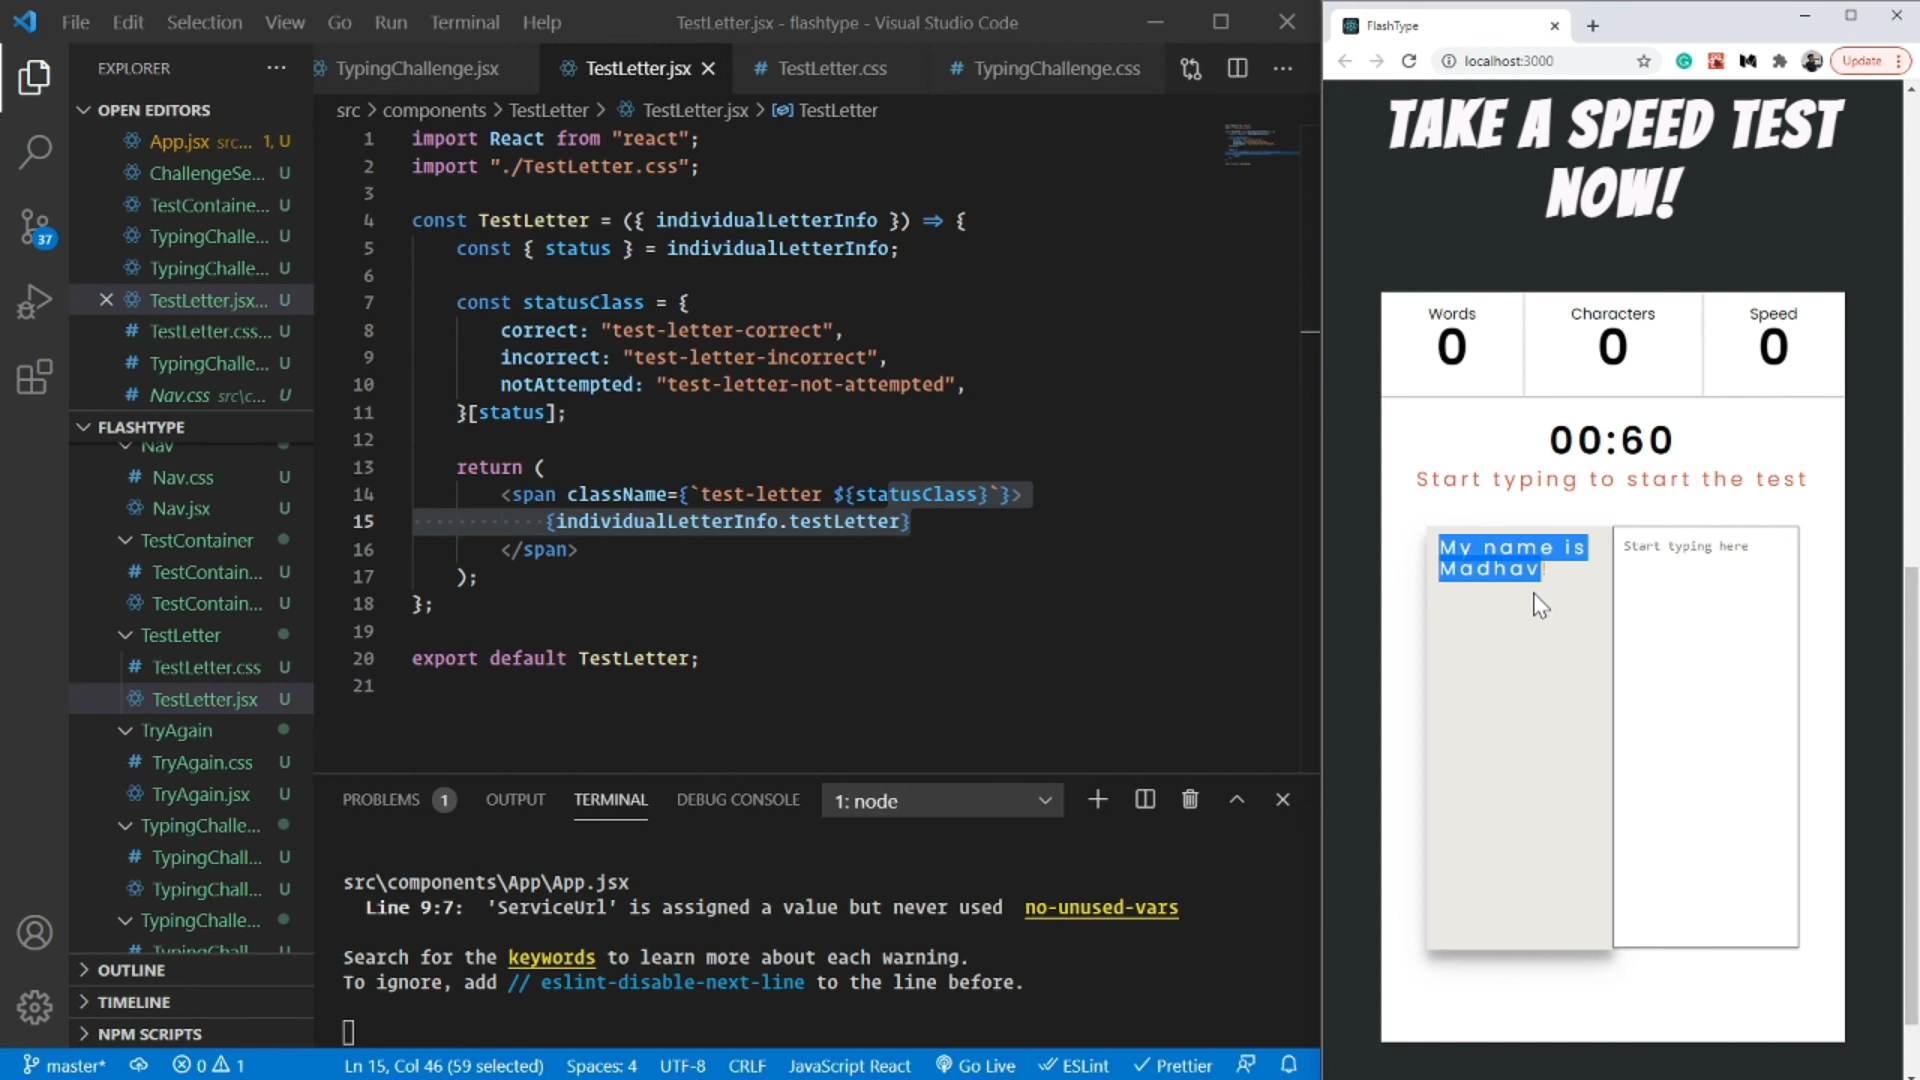 File Edit Selection View Go Run Terminal Help TestLetter.jsx - flashtype - Visual Studio Code
EXPLORER
OPEN EDITORS
App.jsx src... 1, U
ChallengeSe... U
TestContaine... U
TypingChalle... U
TypingChalle... U
TestLetter.jsx... U
TestLetter.css... U
TypingChalle... U
Nav.css src\c... U
FLASHTYPE
Nav
Nav.css U
Nav.jsx U
TestContainer
TestContain... U
TestContain... U
TestLetter
TestLetter.css U
TestLetter.jsx U
TryAgain
TryAgain.css U
TryAgain.jsx U
TypingChalle...
TypingChall... U
TypingChall... U
TypingChalle...
TypingChall... U
OUTLINE
TIMELINE
NPM SCRIPTS
37
TypingChallenge.jsx TestLetter.jsx TestLetter.css TypingChallenge.css
src > components > TestLetter > TestLetter.jsx > TestLetter
1 import React from "react";
2 import "./TestLetter.css";
3
4 const TestLetter = ({ individualLetterInfo }) => {
5 const { status } = individualLetterInfo;
6
7 const statusClass = {
8 correct: "test-letter-correct",
9 incorrect: "test-letter-incorrect",
10 notAttempted: "test-letter-not-attempted",
11 }[status];
12
13 return (
14 <span className={`test-letter ${statusClass}`}>
15 {individualLetterInfo.testLetter}
16 </span>
17 );
18 };
19
20 export default TestLetter;
21
PROBLEMS 1 OUTPUT TERMINAL DEBUG CONSOLE 1: node
src\components\App\App.jsx
Line 9:7: 'ServiceUrl' is assigned a value but never used no-unused-vars
Search for the keywords to learn more about each warning.
To ignore, add // eslint-disable-next-line to the line before.
master* 0 1 Ln 15, Col 46 (59 selected) Spaces: 4 UTF-8 CRLF JavaScript React Go Live ESLint Prettier
FlashType
localhost:3000 Update
TAKE A SPEED TEST
NOW!
Words Characters Speed
0 0 0
00:60
Start typing to start the test
My name is
Madhav
Start typing here